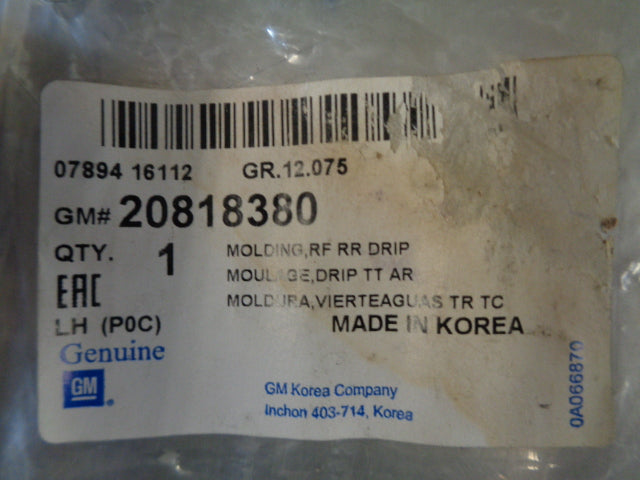 07894 16112 GR.12.075
GM# 20818380
QTY. 1
MOLDING,RF RR DRIP
MOULAGE,DRIP TT AR
MOLDURA,VIERTEAGUAS TR TC
EAC
LH (P0C)
MADE IN KOREA
Genuine
GM
GM Korea Company
Inchon 403-714, Korea
0A066870